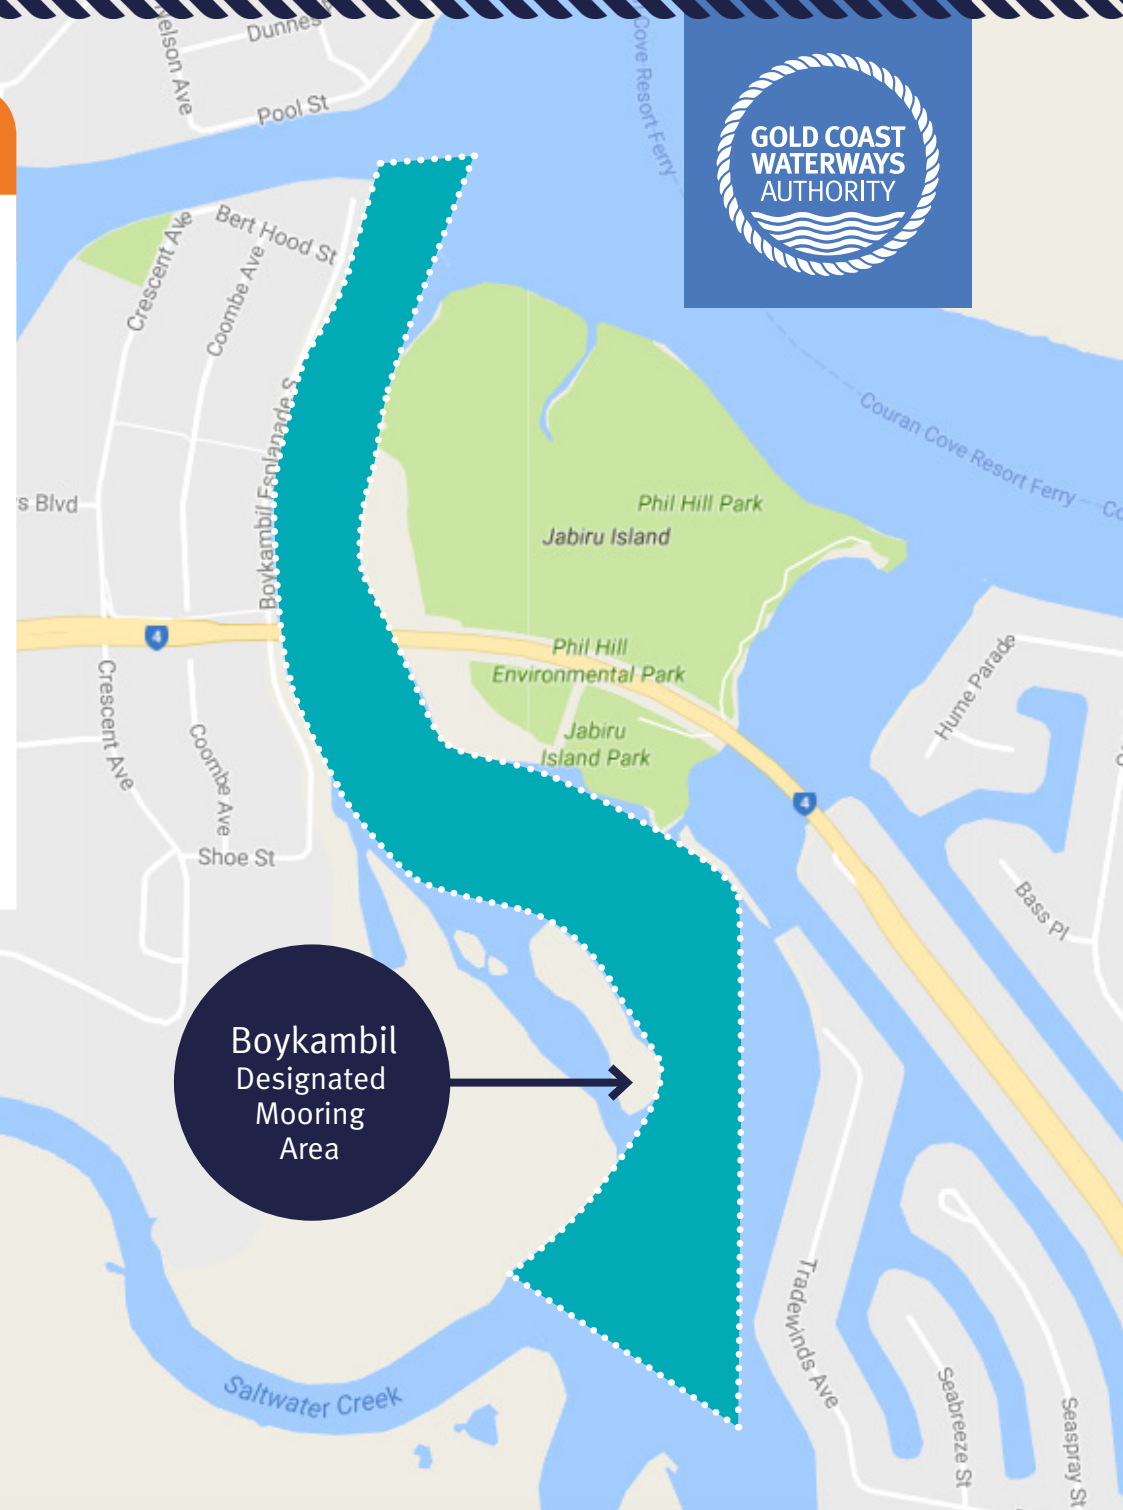 Nelson Ave
Dunnes
Pool St
Cove Resort Ferry
GOLD COAST
WATERWAYS
AUTHORITY
Bert Hood St
Crescent Ave
Coombe Ave
Boykambil Esplanade S
s Blvd
Couran Cove Resort Ferry
Co
Phil Hill Park
Jabiru Island
4
Phil Hill
Environmental Park
Jabiru
Island Park
Hume Parade
4
Crescent Ave
Coombe Ave
Shoe St
Bass Pl
Boykambil
Designated
Mooring
Area
Tradewinds Ave
Seabreeze St
Seaspray St
Saltwater Creek